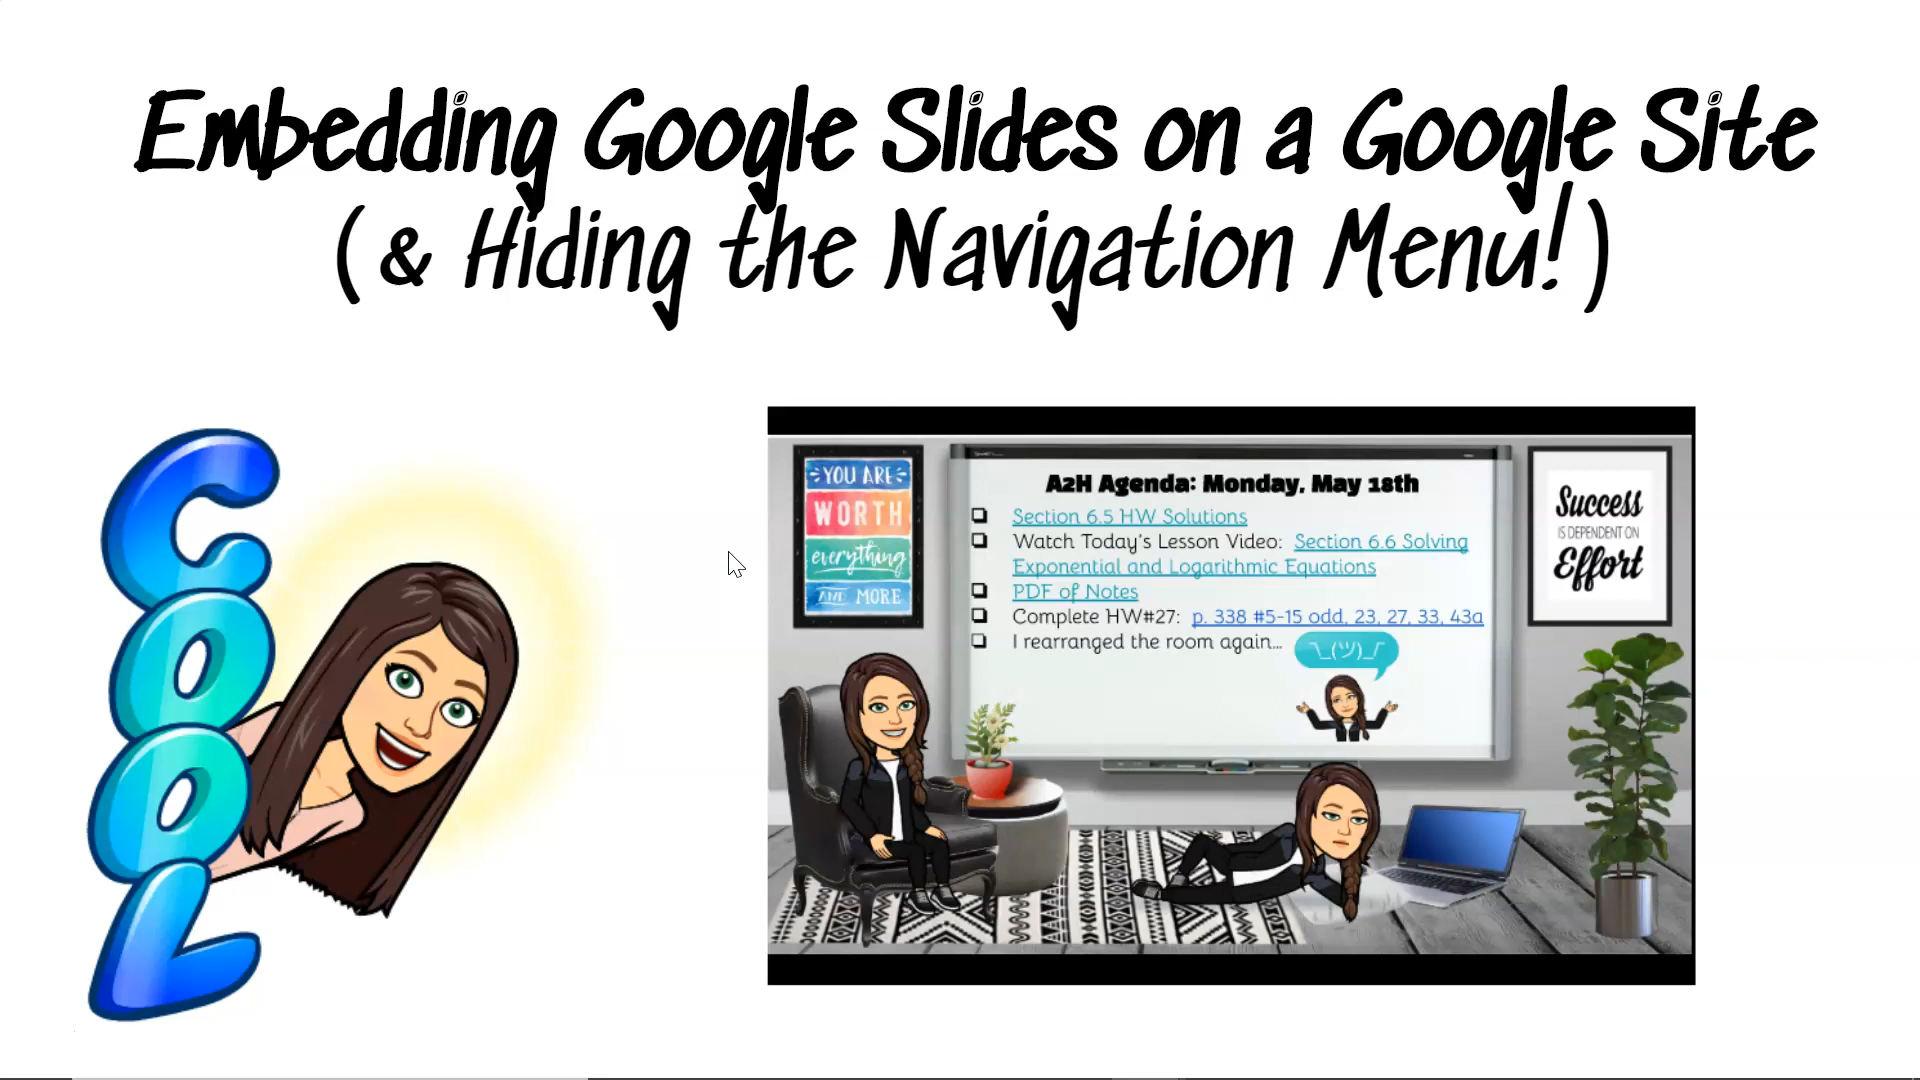 Embedding Google Slides on a Google Site
(& Hiding the Navigation Menu!)
COOL
YOU ARE
WORTH
everything
AND MORE
A2H Agenda: Monday, May 18th
❏ Section 6.5 HW Solutions
❏ Watch Today's Lesson Video: Section 6.6 Solving
Exponential and Logarithmic Equations
❏ PDF of Notes
❏ Complete HW#27: p. 338 #5-15 odd, 23, 27, 33, 43a
❏ I rearranged the room again...
¯\_(ツ)_/¯
Success
IS DEPENDENT ON
Effort